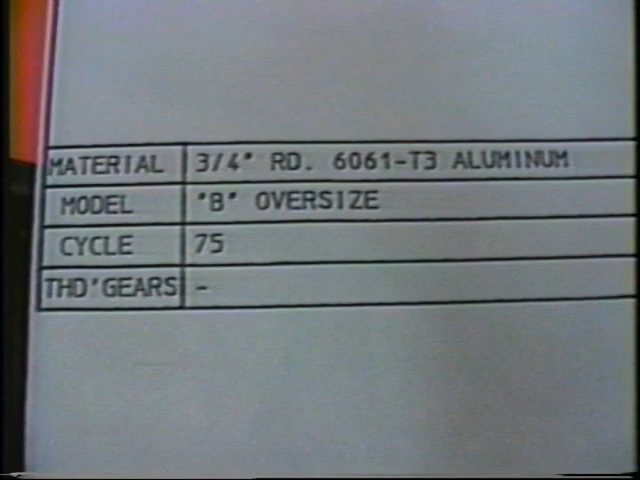 MATERIAL 3/4" RD. 6061-T3 ALUMINUM
MODEL "B" OVERSIZE
CYCLE 75
THD'GEARS -